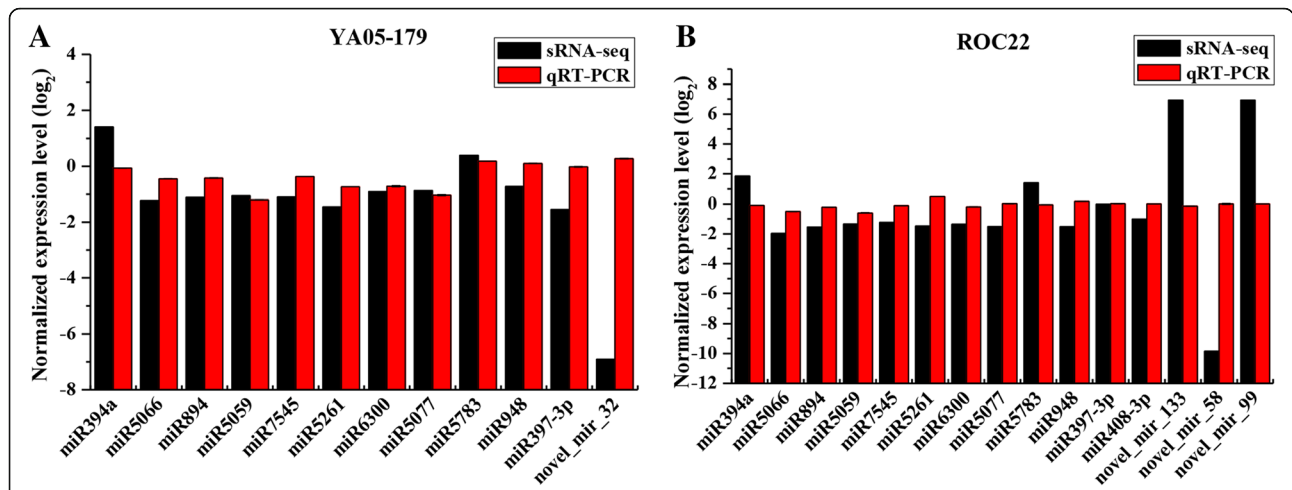 A
YA05-179
sRNA-seq
qRT-PCR
Normalized expression level (log2)
4
2
0
-2
-4
-6
-8
miR394a
miR5066
miR894
miR5059
miR7545
miR5261
miR6300
miR5077
miR5783
miR948
miR397-3p
novel_mir_32
B
ROC22
sRNA-seq
qRT-PCR
Normalized expression level (log2)
8
6
4
2
0
-2
-4
-6
-8
-10
-12
miR394a
miR5066
miR894
miR5059
miR7545
miR5261
miR6300
miR5077
miR5783
miR948
miR397-3p
miR408-3p
novel_mir_133
novel_mir_58
novel_mir_99